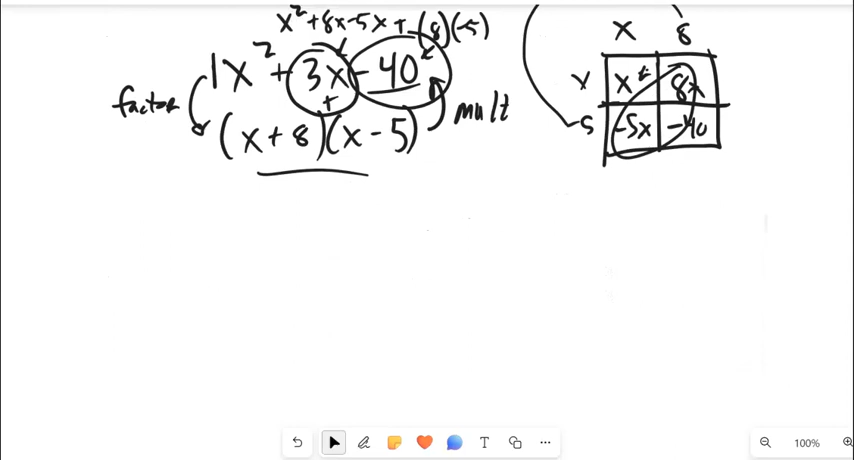 x² + 8x - 5x + (8)(-5)
1x² + 3x - 40
+
factor
mult
(x + 8)(x - 5)
x 8
x x² 8x
-5 -5x -40
T
100%